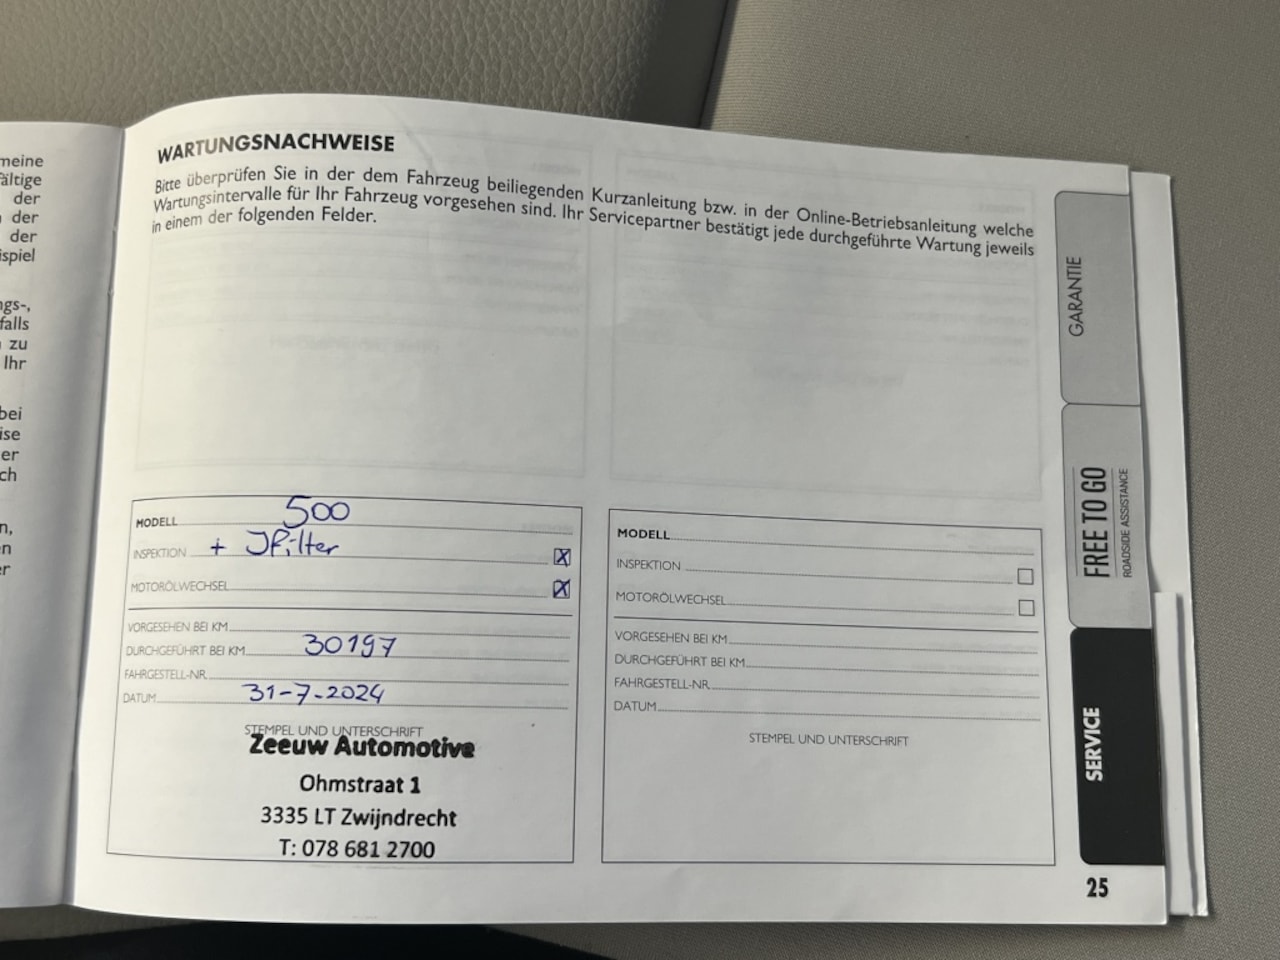 meine
fältige
der
der
der
ispiel
ngs-,
falls
zu
Ihr
bei
ise
er
ch
n,
n
er
WARTUNGSNACHWEISE
Bitte überprüfen Sie in der dem Fahrzeug beiliegenden Kurzanleitung bzw. in der Online-Betriebsanleitung welche
Wartungsintervalle für Ihr Fahrzeug vorgesehen sind. Ihr Servicepartner bestätigt jede durchgeführte Wartung jeweils
in einem der folgenden Felder.
MODELL 500
INSPEKTION + Jfilter X
MOTORÖLWECHSEL X
VORGESEHEN BEI KM
DURCHGEFÜHRT BEI KM 30197
FAHRGESTELL-NR.
DATUM 31-7-2024
STEMPEL UND UNTERSCHRIFT
Zeeuw Automotive
Ohmstraat 1
3335 LT Zwijndrecht
T: 078 681 2700
MODELL
INSPEKTION
MOTORÖLWECHSEL
VORGESEHEN BEI KM
DURCHGEFÜHRT BEI KM
FAHRGESTELL-NR.
DATUM
STEMPEL UND UNTERSCHRIFT
GARANTIE
FREE TO GO
ROADSIDE ASSISTANCE
SERVICE
25